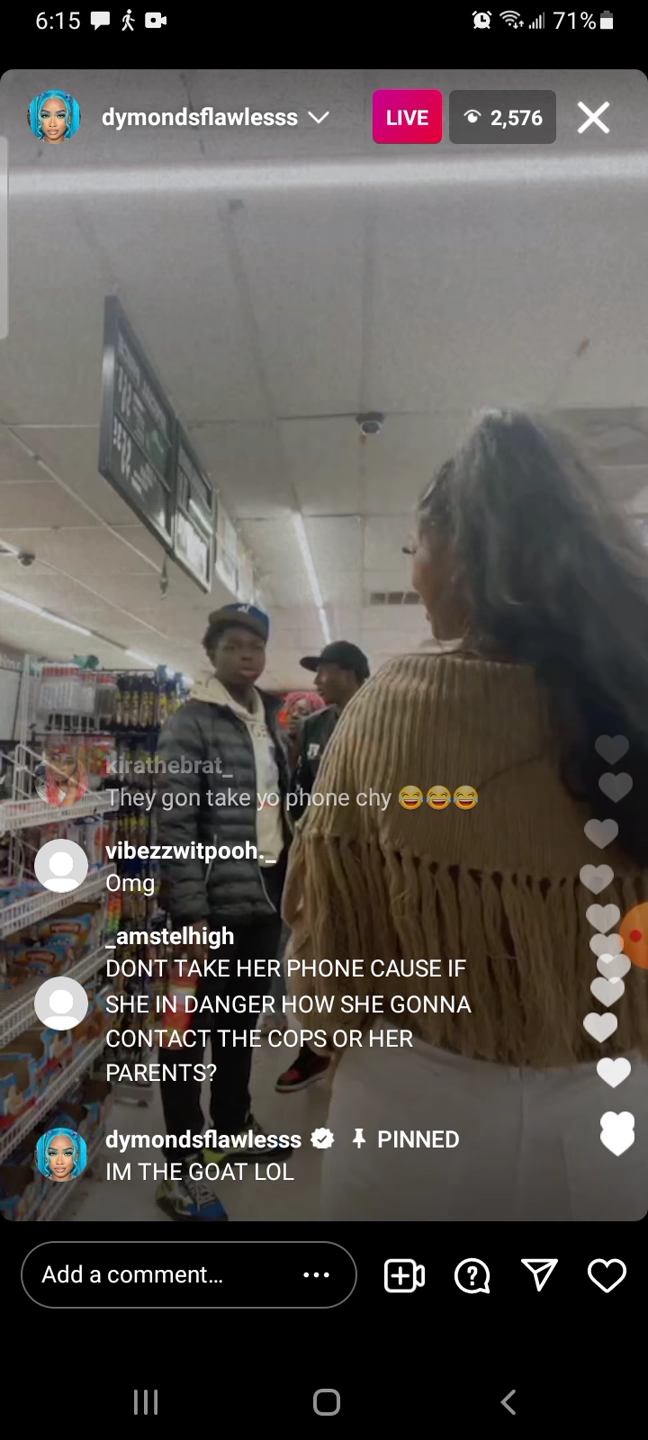 6:15
71%
dymondsflawlesss
LIVE
2,576
kirathebrat_
They gon take yo phone chy 😂😂😂
vibezzwitpooh._
Omg
_amstelhigh
DONT TAKE HER PHONE CAUSE IF
SHE IN DANGER HOW SHE GONNA
CONTACT THE COPS OR HER
PARENTS?
dymondsflawlesss PINNED
IM THE GOAT LOL
Add a comment...